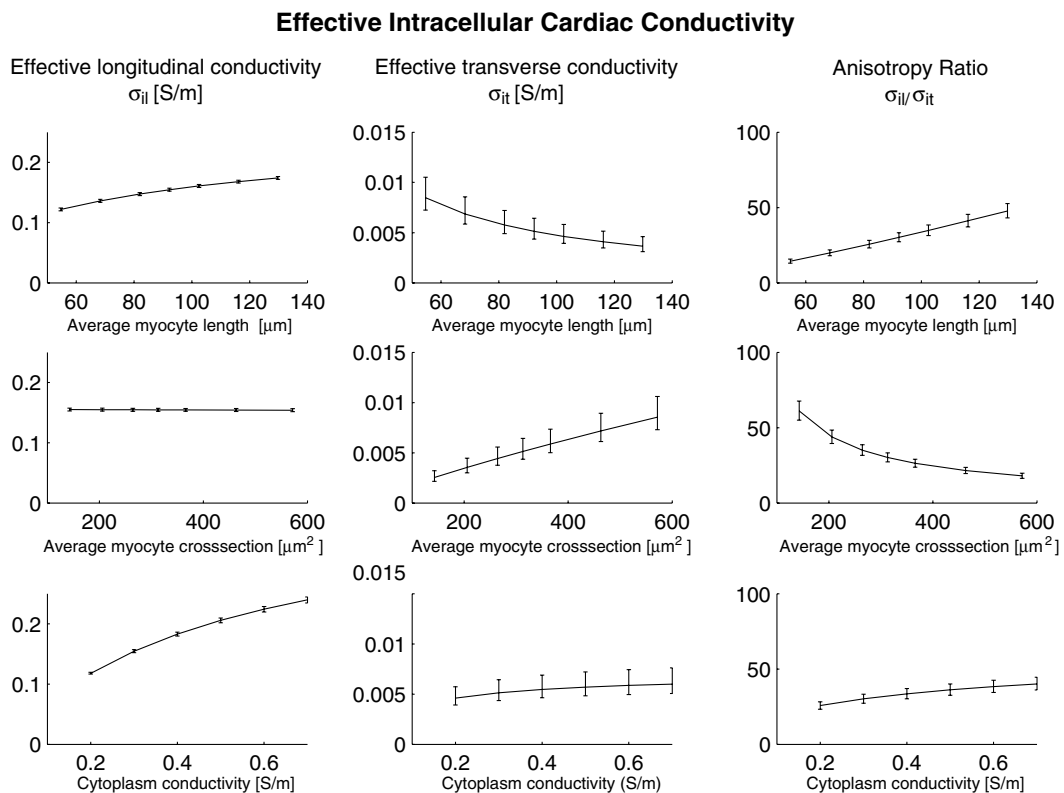 Effective Intracellular Cardiac Conductivity
Effective longitudinal conductivity
σil [S/m]
Effective transverse conductivity
σit [S/m]
Anisotropy Ratio
σil/σit
0.2
0.1
0
60 80 100 120 140
Average myocyte length [μm]
0.015
0.01
0.005
0
60 80 100 120 140
Average myocyte length [μm]
100
50
0
60 80 100 120 140
Average myocyte length [μm]
0.2
0.1
0
200 400 600
Average myocyte crosssection [μm²]
0.015
0.01
0.005
0
200 400 600
Average myocyte crosssection [μm²]
100
50
0
200 400 600
Average myocyte crosssection [μm²]
0.2
0.1
0
0.2 0.4 0.6
Cytoplasm conductivity [S/m]
0.015
0.01
0.005
0
0.2 0.4 0.6
Cytoplasm conductivity (S/m)
100
50
0
0.2 0.4 0.6
Cytoplasm conductivity [S/m]